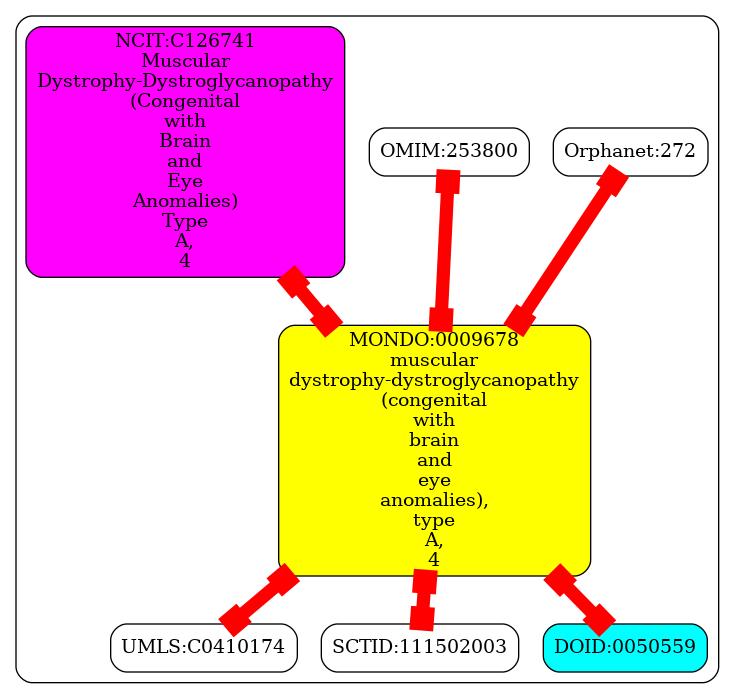 NCIT:C126741
Muscular
Dystrophy-Dystroglycanopathy
(Congenital
with
Brain
and
Eye
Anomalies)
Type
A,
4
OMIM:253800
Orphanet:272
MONDO:0009678
muscular
dystrophy-dystroglycanopathy
(congenital
with
brain
and
eye
anomalies),
type
A,
4
UMLS:C0410174
SCTID:111502003
DOID:0050559